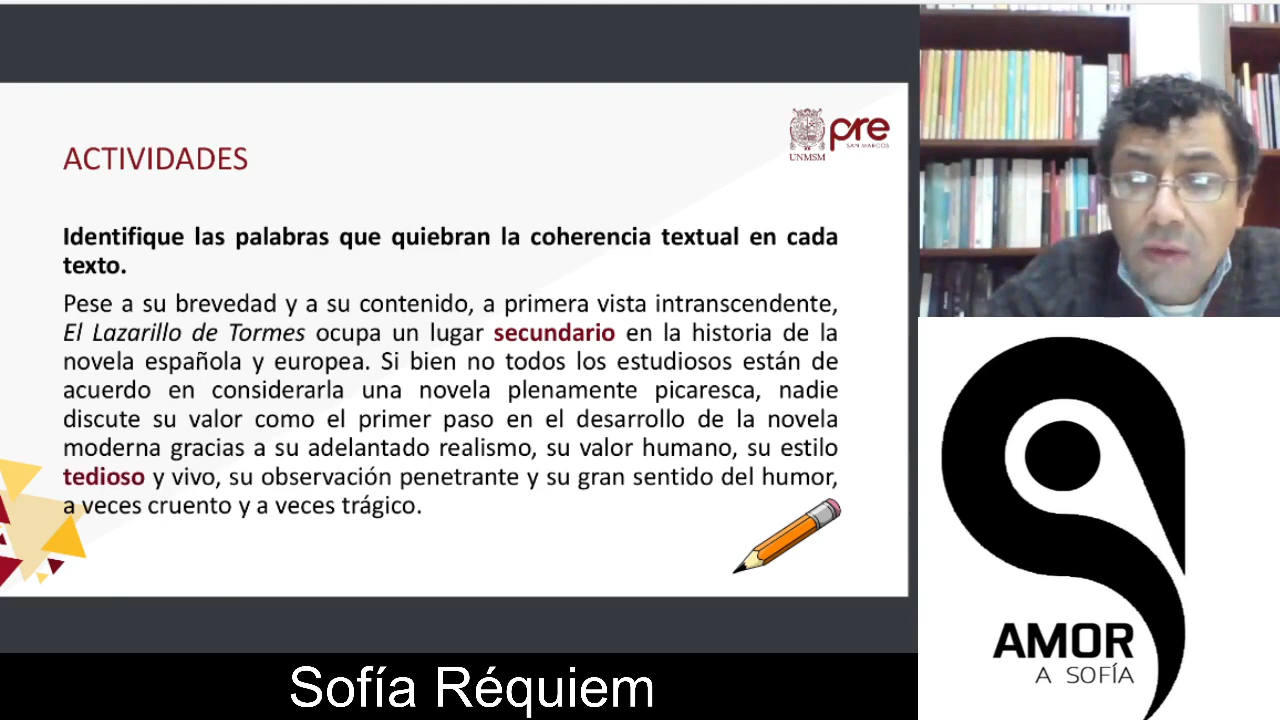 ACTIVIDADES
UNMSM
pre
SAN MARCOS
Identifique las palabras que quiebran la coherencia textual en cada
texto.
Pese a su brevedad y a su contenido, a primera vista intranscendente,
El Lazarillo de Tormes ocupa un lugar secundario en la historia de la
novela española y europea. Si bien no todos los estudiosos están de
acuerdo en considerarla una novela plenamente picaresca, nadie
discute su valor como el primer paso en el desarrollo de la novela
moderna gracias a su adelantado realismo, su valor humano, su estilo
tedioso y vivo, su observación penetrante y su gran sentido del humor,
a veces cruento y a veces trágico.
AMOR
A SOFÍA
Sofía Réquiem